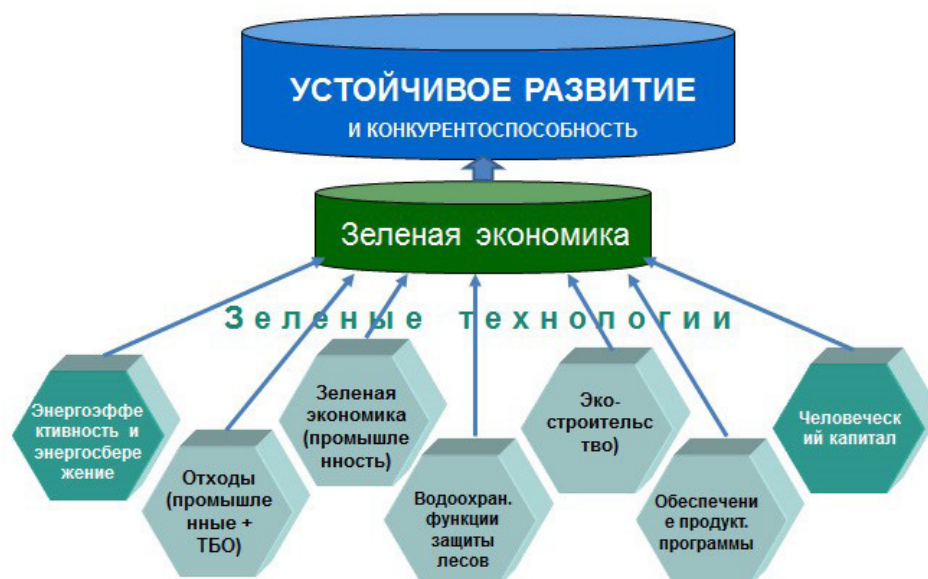 УСТОЙЧИВОЕ РАЗВИТИЕ
И КОНКУРЕНТОСПОСОБНОСТЬ
Зеленая экономика
Зеленые технологии
Энергоэффе
ктивность и
энергосбере
жение
Отходы
(промышле
нные +
ТБО)
Зеленая
экономика
(промышле
нность)
Водоохран.
функции
защиты
лесов
Эко-
строительс
тво)
Обеспечени
е продукт.
программы
Человеческ
ий капитал